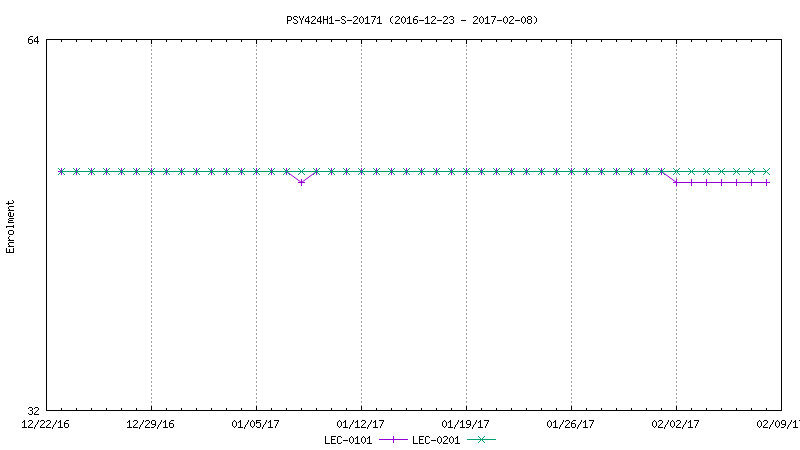 PSY424H1-S-20171 (2016-12-23 - 2017-02-08)
64
Enrolment
32
12/22/16 12/29/16 01/05/17 01/12/17 01/19/17 01/26/17 02/02/17 02/09/17
LEC-0101 LEC-0201